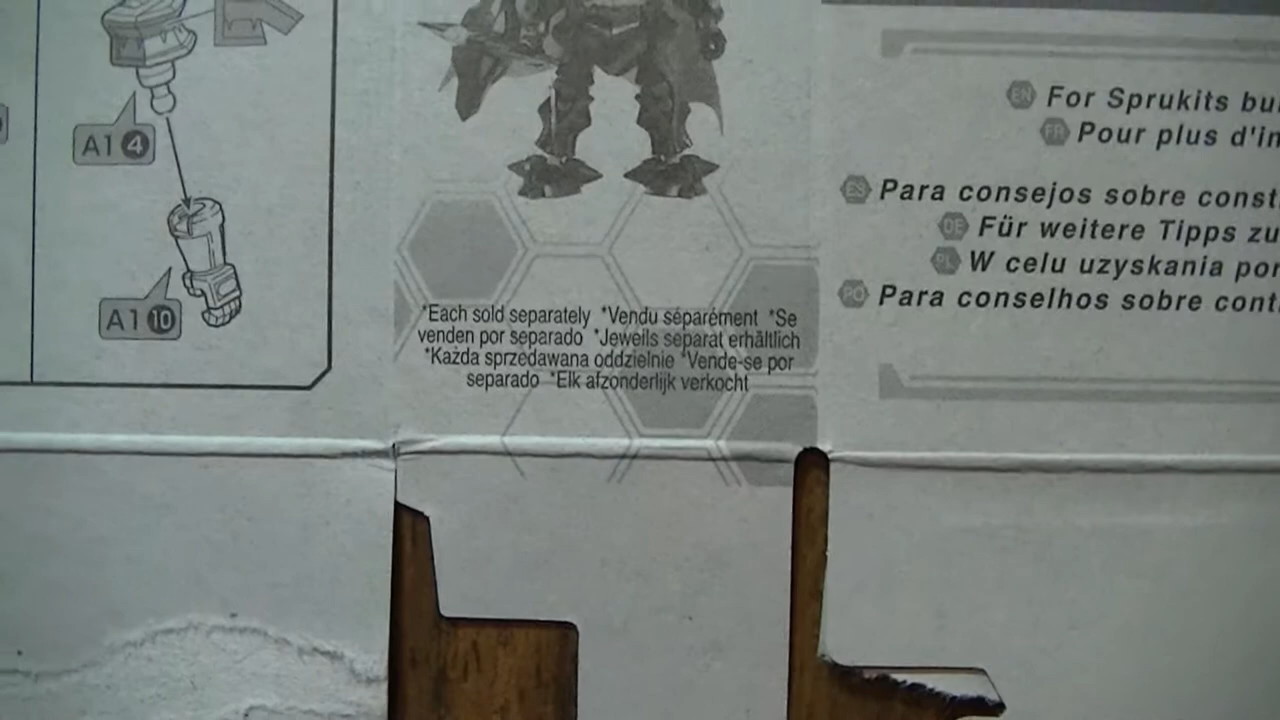 A1 4
A1 10
*Each sold separately *Vendu séparément *Se
venden por separado *Jeweils separat erhältlich
*Każda sprzedawana oddzielnie *Vende-se por
separado *Elk afzonderlijk verkocht
EN For Sprukits bu
FR Pour plus d'in
ES Para consejos sobre const
DE Für weitere Tipps zu
PL W celu uzyskania por
PO Para conselhos sobre cont